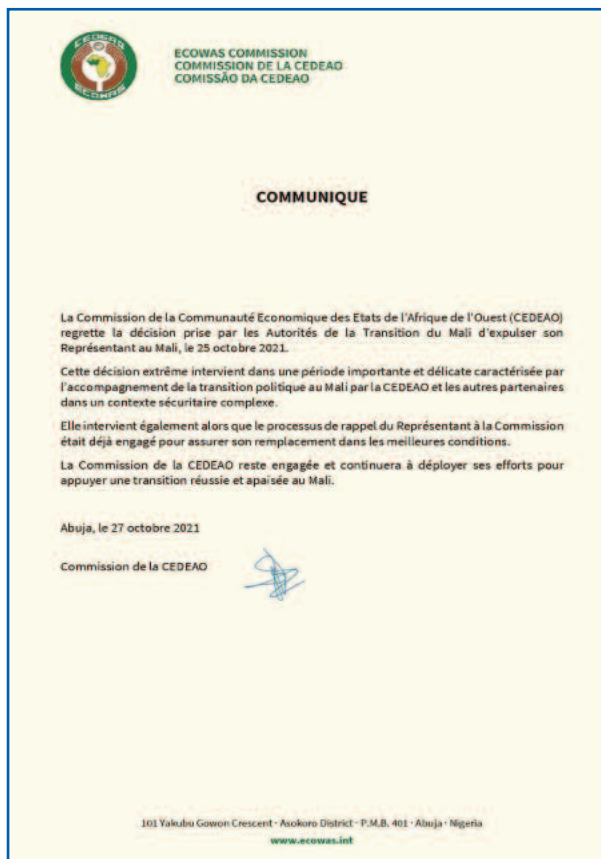 CEDEAO
ECOWAS
ECOWAS COMMISSION
COMMISSION DE LA CEDEAO
COMISSÃO DA CEDEAO
COMMUNIQUE
La Commission de la Communauté Economique des Etats de l'Afrique de l'Ouest (CEDEAO)
regrette la décision prise par les Autorités de la Transition du Mali d'expulser son
Représentant au Mali, le 25 octobre 2021.
Cette décision extrême intervient dans une période importante et délicate caractérisée par
l'accompagnement de la transition politique au Mali par la CEDEAO et les autres partenaires
dans un contexte sécuritaire complexe.
Elle intervient également alors que le processus de rappel du Représentant à la Commission
était déjà engagé pour assurer son remplacement dans les meilleures conditions.
La Commission de la CEDEAO reste engagée et continuera à déployer ses efforts pour
appuyer une transition réussie et apaisée au Mali.
Abuja, le 27 octobre 2021
Commission de la CEDEAO
101 Yakubu Gowon Crescent · Asokoro District · P.M.B. 401 · Abuja · Nigeria
www.ecowas.int